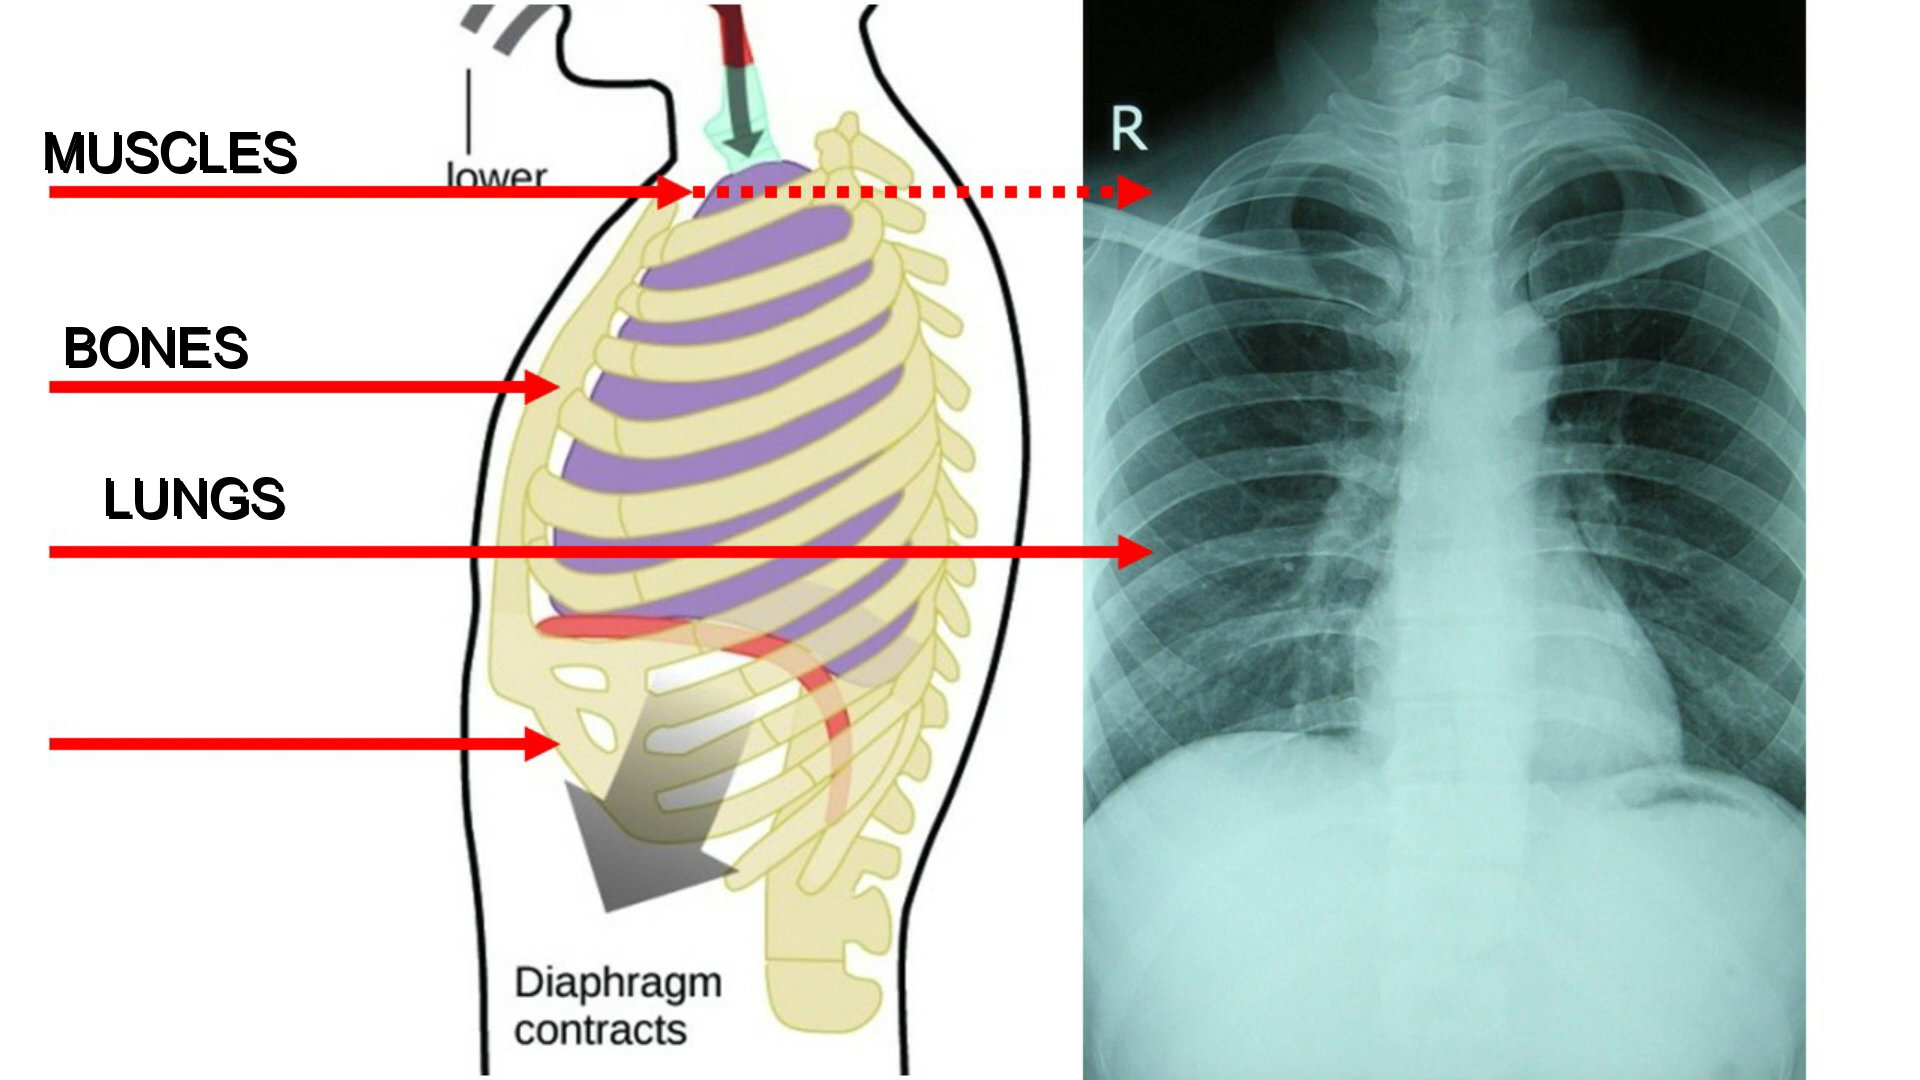 MUSCLES
lower
BONES
LUNGS
Diaphragm
contracts
R